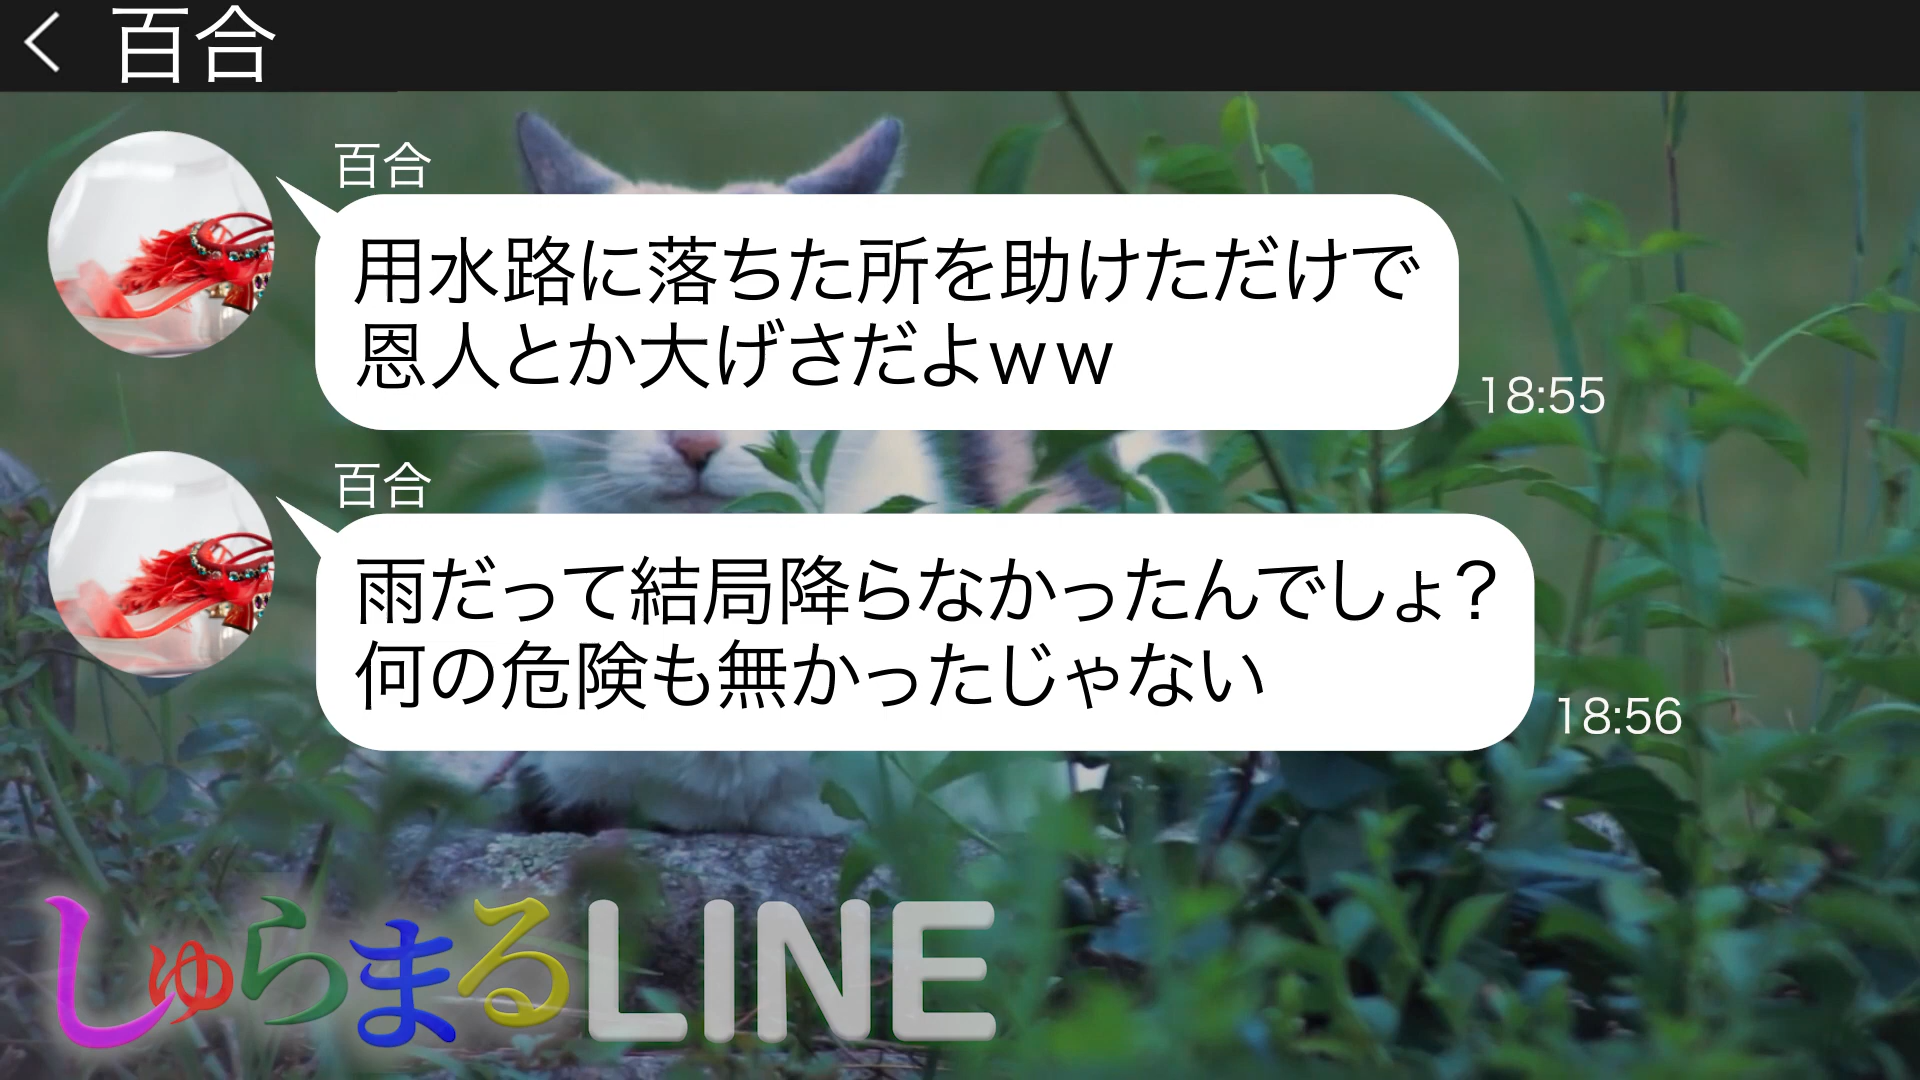 百合
百合
用水路に落ちた所を助けただけで
恩人とか大げさだよｗｗ
18:55
百合
雨だって結局降らなかったんでしょ？
何の危険も無かったじゃない
18:56
しゅらまるLINE